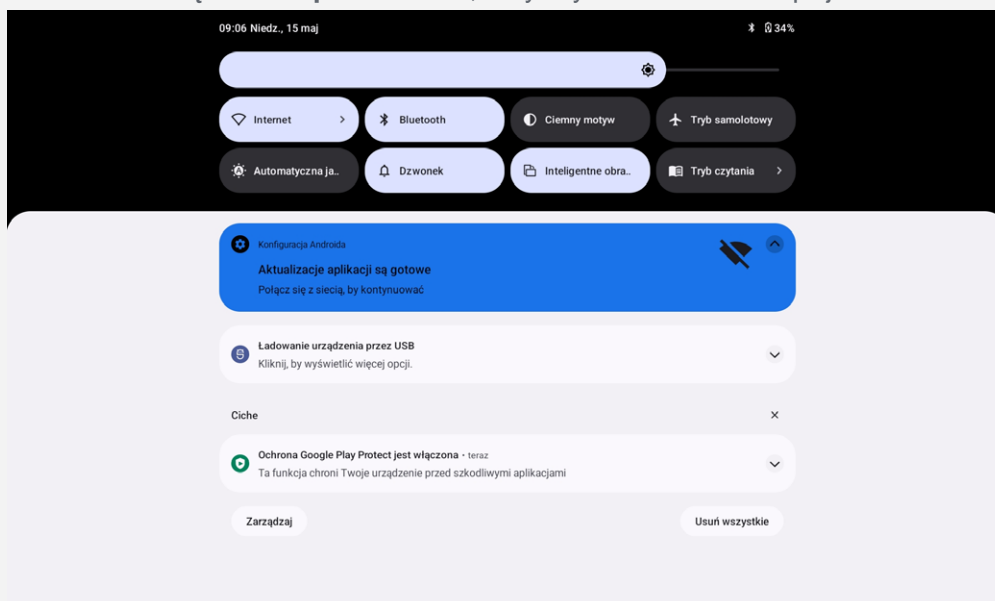 09:06 Niedz., 15 maj
34%
Internet
Bluetooth
Ciemny motyw
Tryb samolotowy
Automatyczna ja..
Dzwonek
Inteligentne obra..
Tryb czytania
Konfiguracja Androida
Aktualizacje aplikacji są gotowe
Połącz się z siecią, by kontynuować
Ładowanie urządzenia przez USB
Kliknij, by wyświetlić więcej opcji.
Ciche
Ochrona Google Play Protect jest włączona • teraz
Ta funkcja chroni Twoje urządzenie przed szkodliwymi aplikacjami
Zarządzaj
Usuń wszystkie